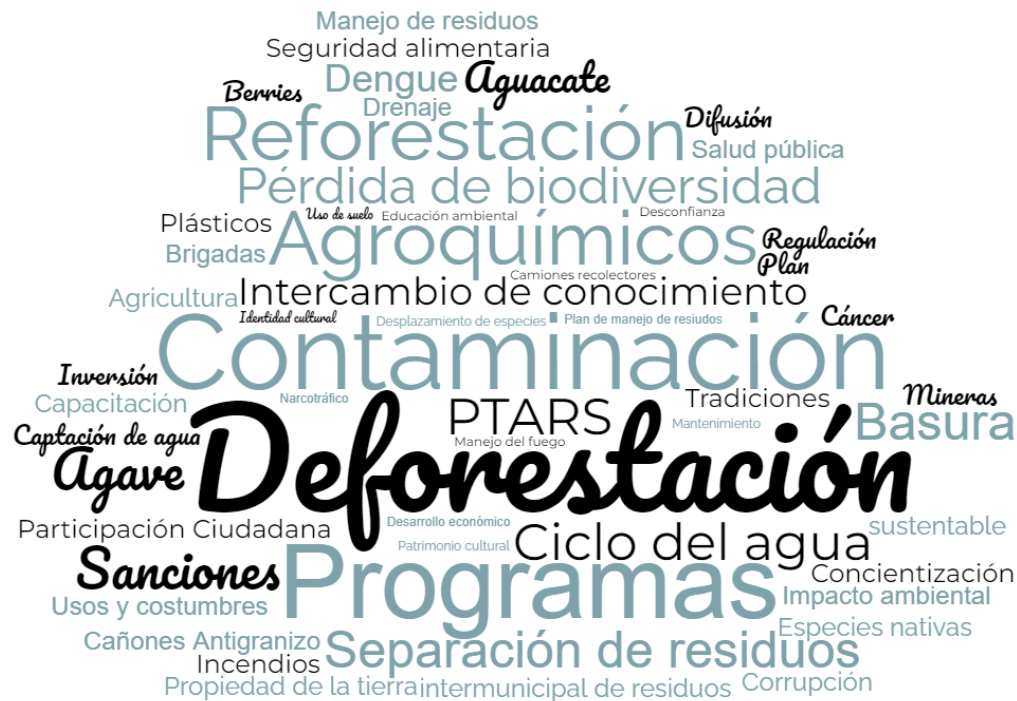 Manejo de residuos
Seguridad alimentaria
Dengue
Aguacate
Berries
Drenaje
Reforestación
Difusión
Salud pública
Pérdida de biodiversidad
Plásticos
Uso de suelo
Educación ambiental
Desconfianza
Brigadas
Agroquímicos
Regulación
Plan
Camiones recolectores
Agricultura
Intercambio de conocimiento
Identidad cultural
Desplazamiento de especies
Plan de manejo de resiudos
Cáncer
Contaminación
Inversión
Capacitación
Narcotráfico
PTARS
Tradiciones
Mineras
Mantenimiento
Basura
Captación de agua
Manejo del fuego
Deforestación
Agave
Participación Ciudadana
Desarrollo económico
Ciclo del agua
sustentable
Patrimonio cultural
Sanciones
Programas
Concientización
Usos y costumbres
Impacto ambiental
Cañones Antigranizo
Separación de residuos
Especies nativas
Incendios
Propiedad de la tierra
intermunicipal de residuos
Corrupción